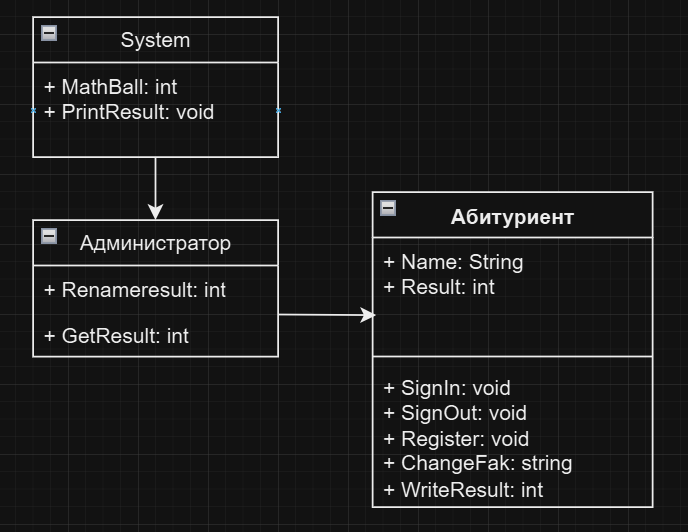 System
+ MathBall: int
+ PrintResult: void
Администратор
+ Renameresult: int
+ GetResult: int
Абитуриент
+ Name: String
+ Result: int
+ SignIn: void
+ SignOut: void
+ Register: void
+ ChangeFak: string
+ WriteResult: int